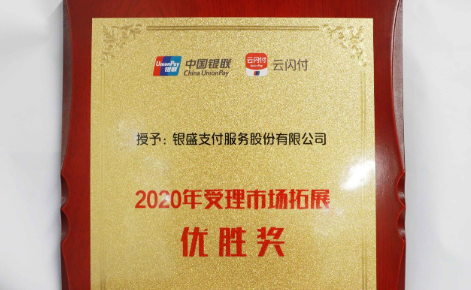 UnionPay 银联 中国银联 China UnionPay 云闪付 云闪付
授予：银盛支付服务股份有限公司
2020年受理市场拓展
优胜奖